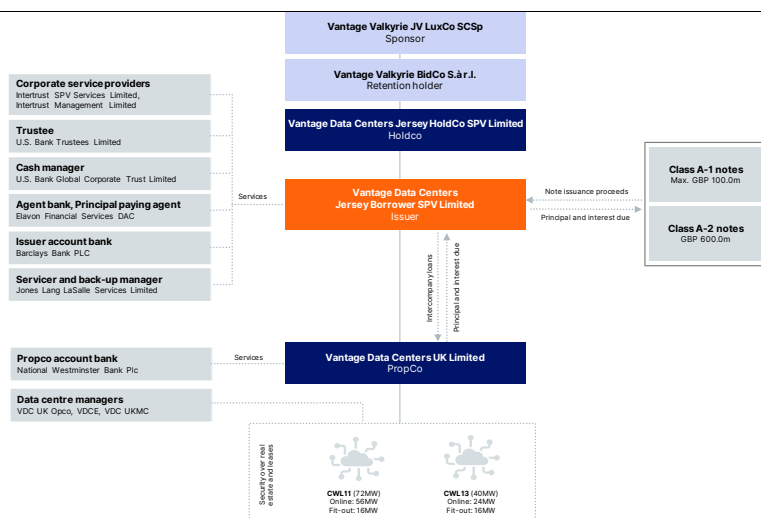 Vantage Valkyrie JV LuxCo SCSp
Sponsor
Vantage Valkyrie BidCo S.à r.l.
Retention holder
Vantage Data Centers Jersey HoldCo SPV Limited
Holdco
Corporate service providers
Intertrust SPV Services Limited,
Intertrust Management Limited
Trustee
U.S. Bank Trustees Limited
Cash manager
U.S. Bank Global Corporate Trust Limited
Agent bank, Principal paying agent
Elavon Financial Services DAC
Issuer account bank
Barclays Bank PLC
Servicer and back-up manager
Jones Lang LaSalle Services Limited
Services
Vantage Data Centers
Jersey Borrower SPV Limited
Issuer
Note issuance proceeds
Principal and interest due
Class A-1 notes
Max. GBP 100.0m
Class A-2 notes
GBP 600.0m
Intercompany loans
Principal and interest due
Propco account bank
National Westminster Bank Plc
Services
Vantage Data Centers UK Limited
PropCo
Data centre managers
VDC UK Opco, VDCE, VDC UKMC
Security over real
estate and leases
CWL11 (72MW)
Online: 56MW
Fit-out: 16MW
CWL13 (40MW)
Online: 24MW
Fit-out: 16MW